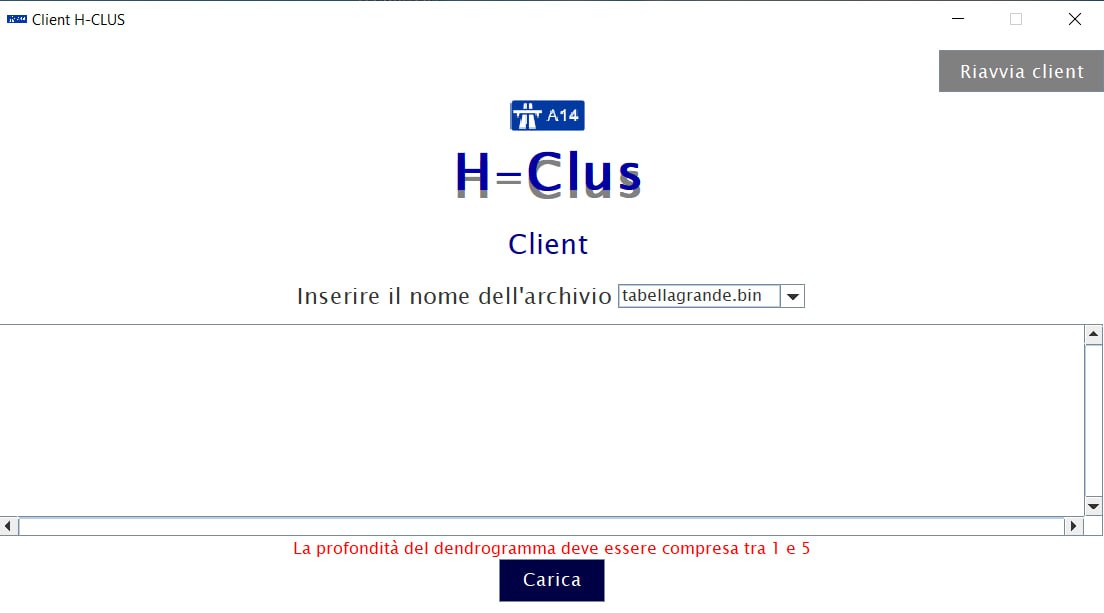 Client H-CLUS
Riavvia client
A14
H=Clus
Client
Inserire il nome dell'archivio tabellagrande.bin
La profondità del dendrogramma deve essere compresa tra 1 e 5
Carica